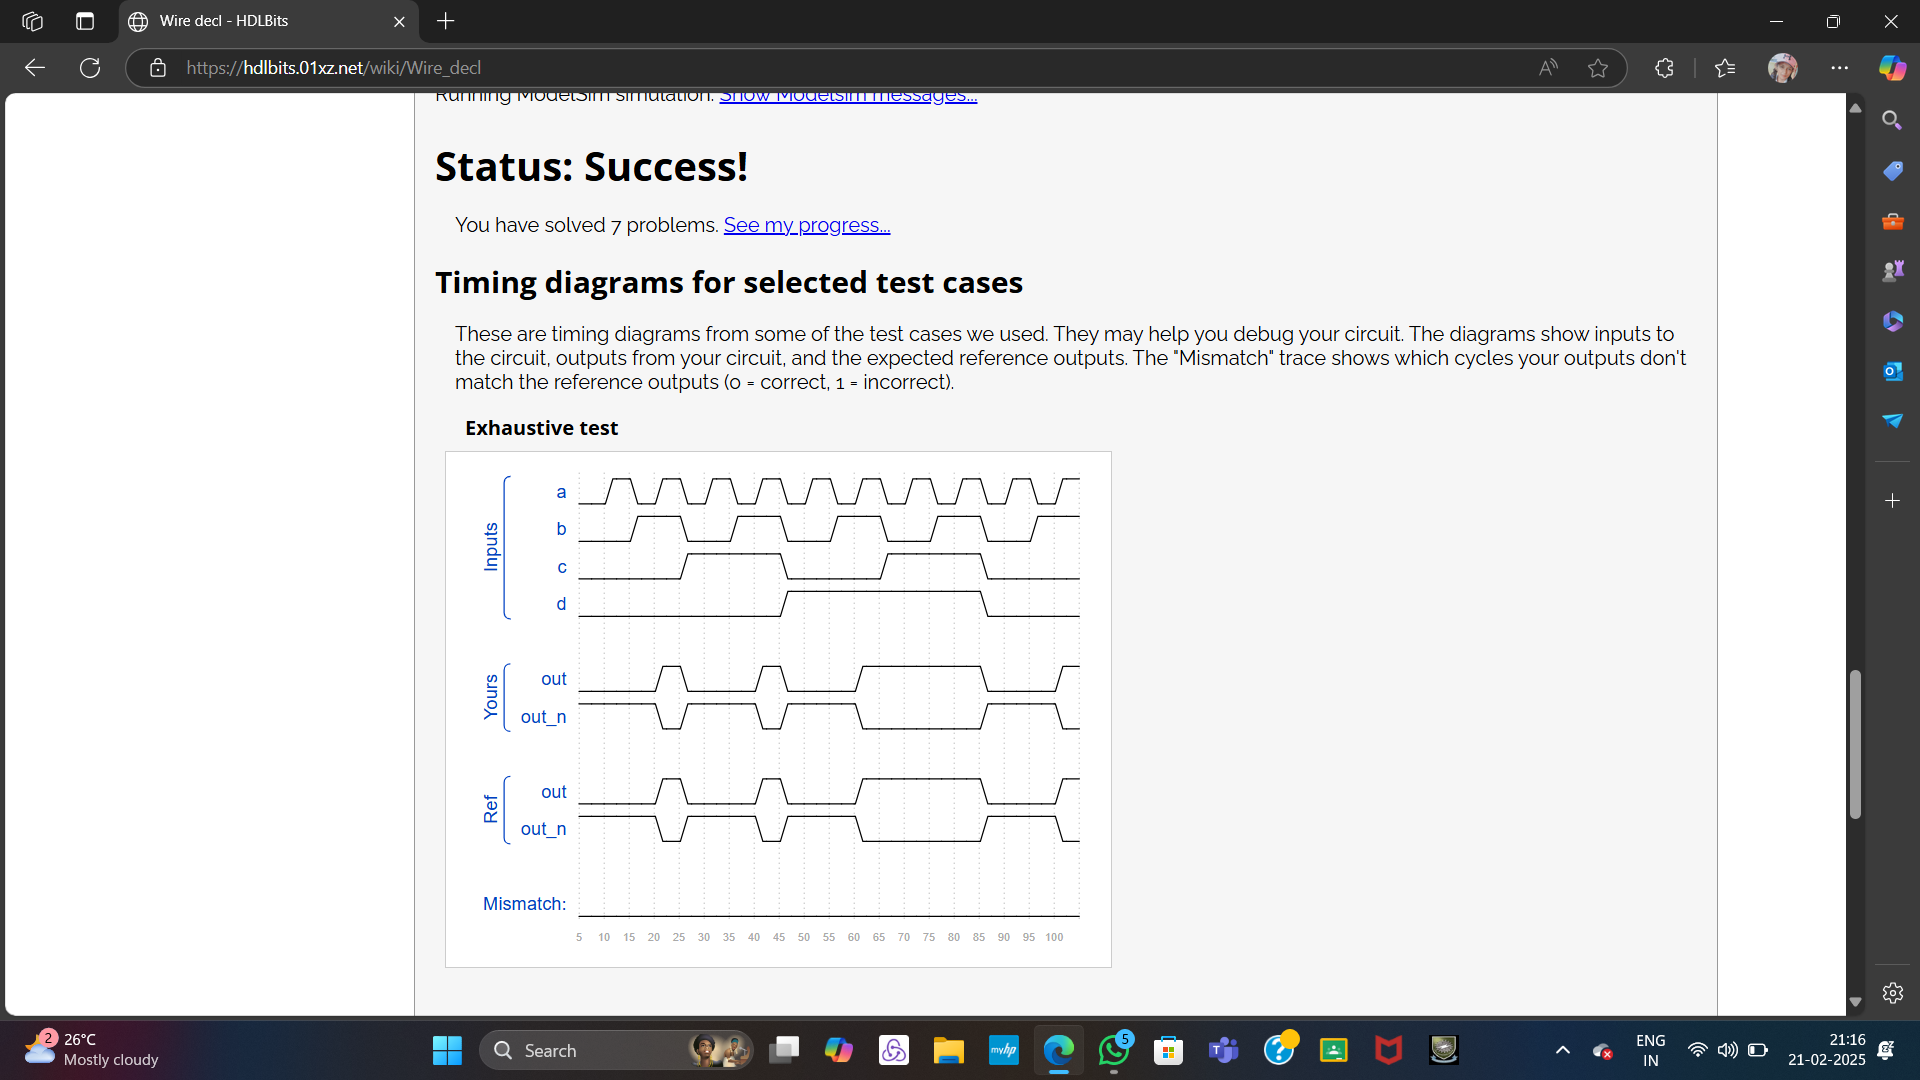 Wire decl - HDLBits
https://hdlbits.01xz.net/wiki/Wire_decl
Running ModelSim simulation. Show Modelsim messages...
Status: Success!
You have solved 7 problems. See my progress...
Timing diagrams for selected test cases
These are timing diagrams from some of the test cases we used. They may help you debug your circuit. The diagrams show inputs to
the circuit, outputs from your circuit, and the expected reference outputs. The "Mismatch" trace shows which cycles your outputs don't
match the reference outputs (0 = correct, 1 = incorrect).
Exhaustive test
Inputs
a
b
c
d
Yours
out
out_n
Ref
out
out_n
Mismatch:
5 10 15 20 25 30 35 40 45 50 55 60 65 70 75 80 85 90 95 100
2
26°C
Mostly cloudy
Search
myhp
5
ENG
IN
21:16
21-02-2025